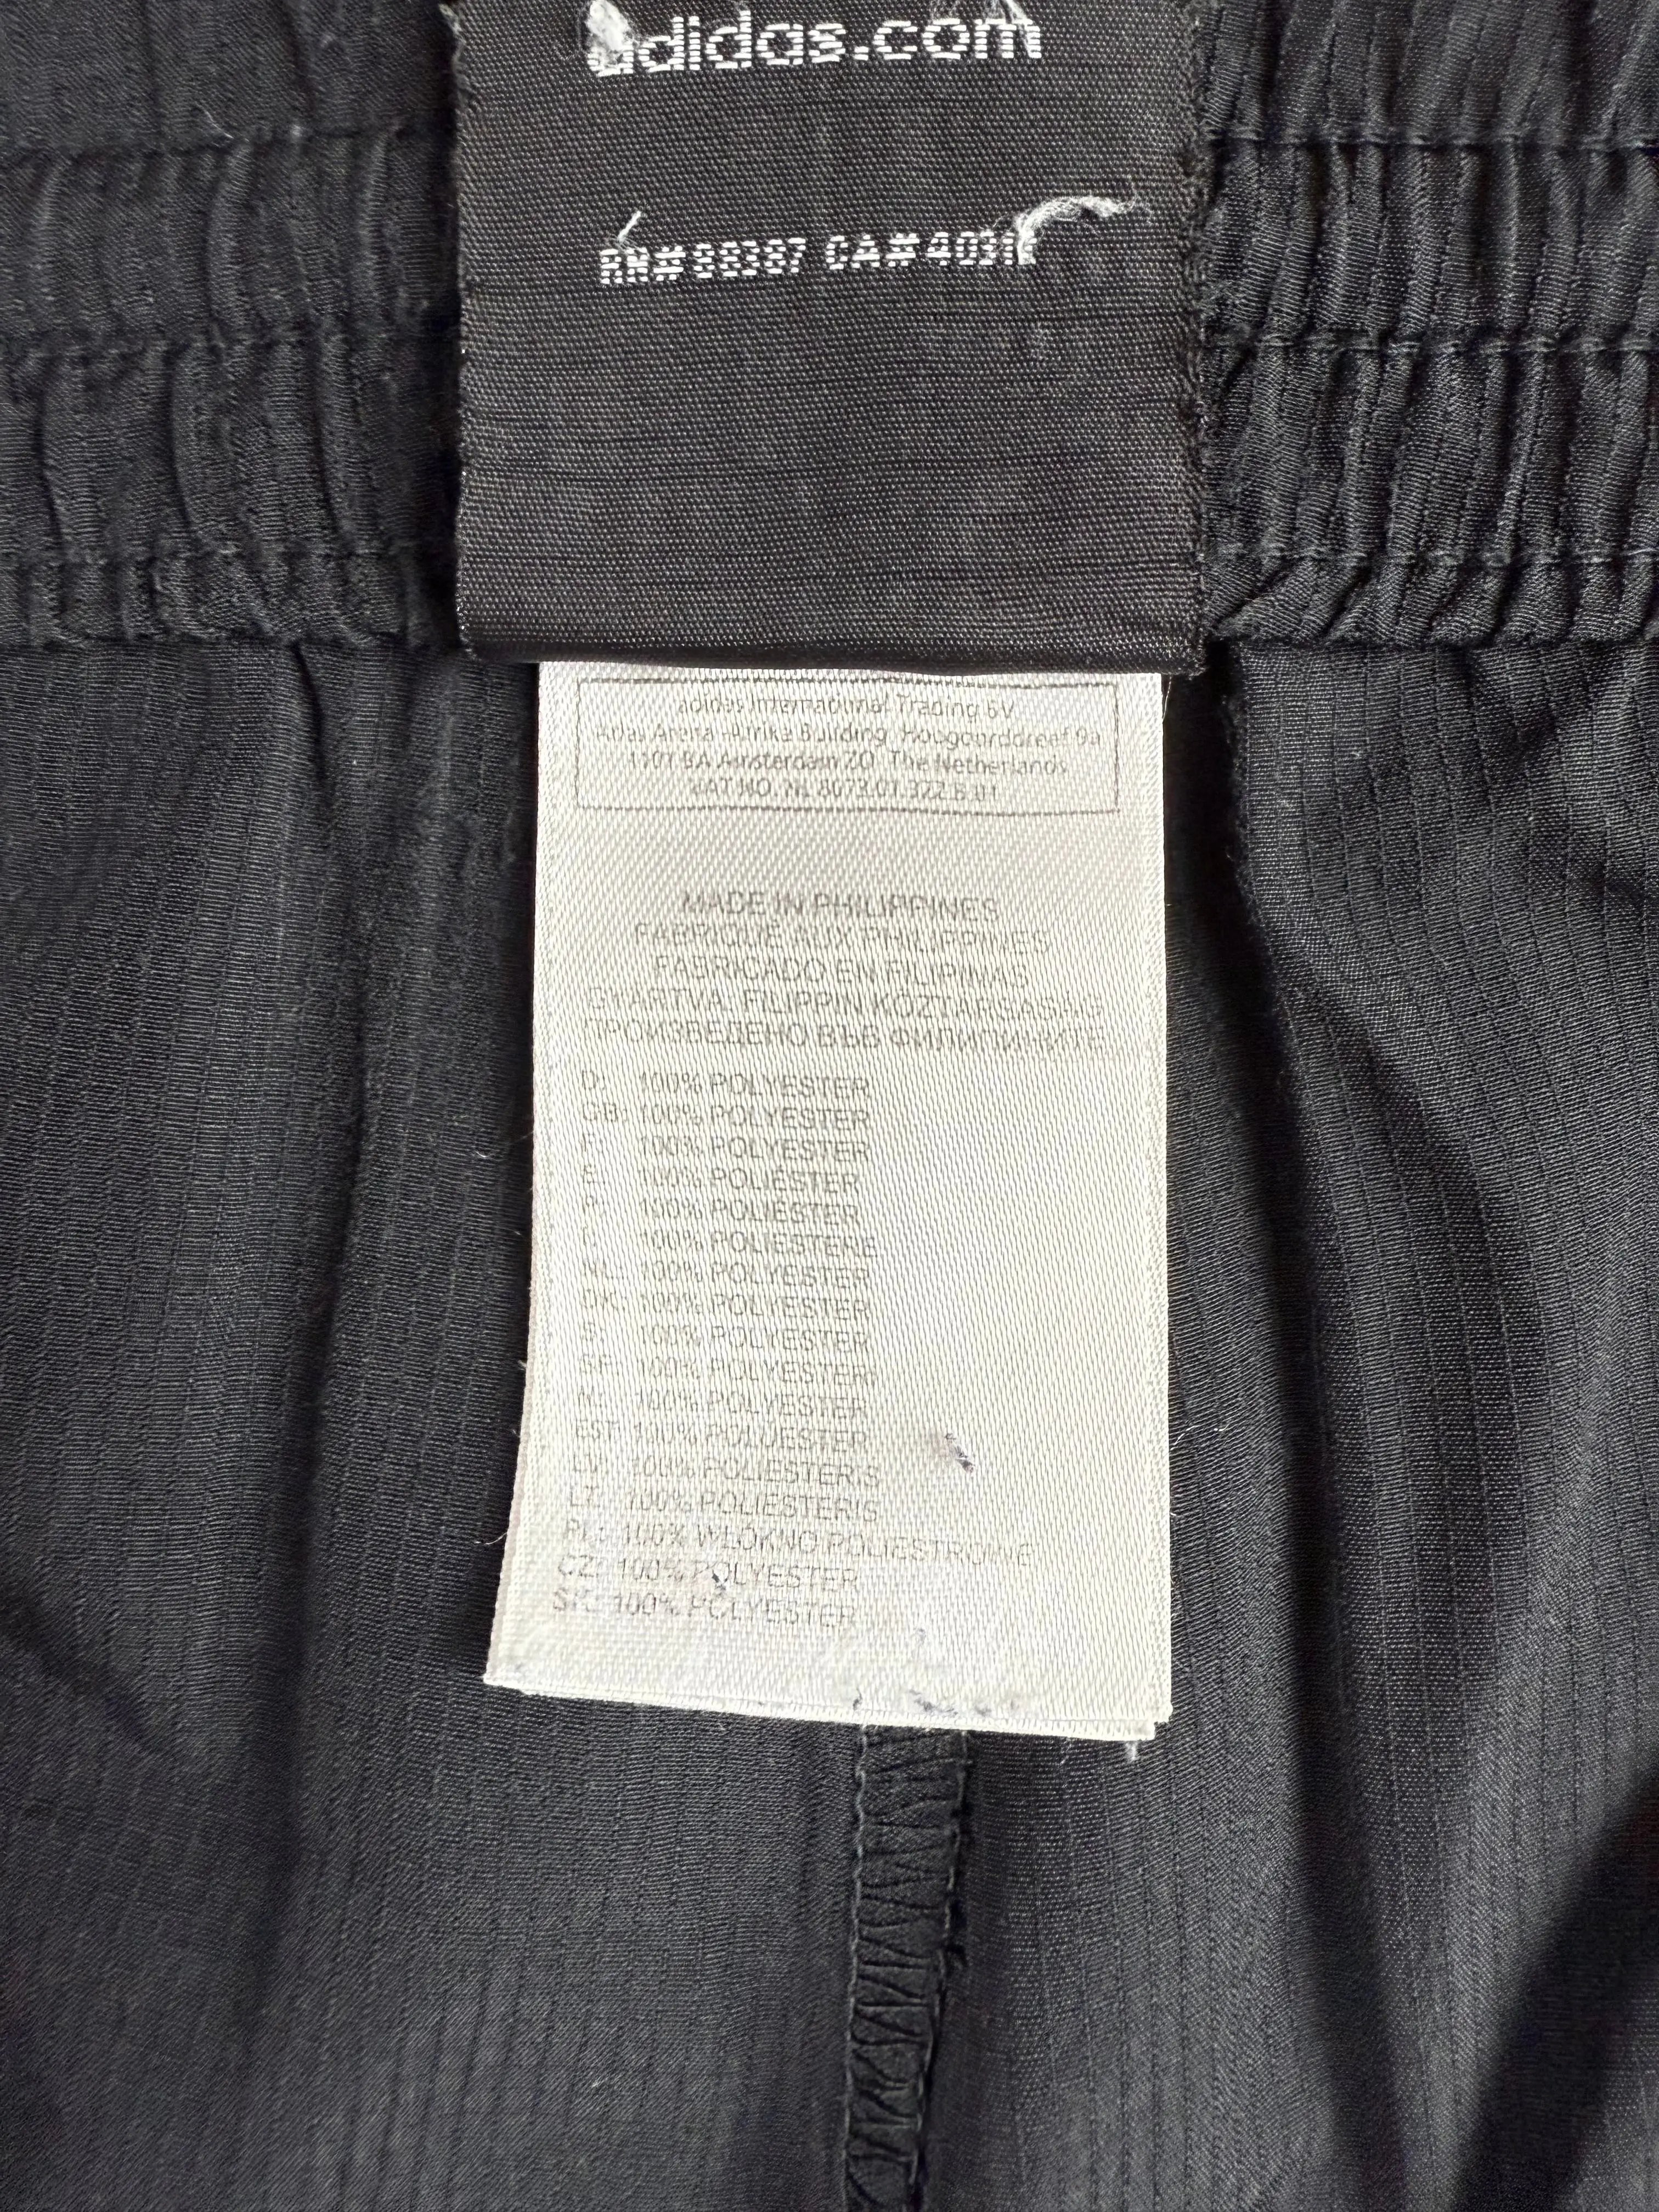 adidas.com
RN#88387 CA#40312
adidas International Trading BV
Atlas Arena -Afrika Building, Hoogoorddreef 9a
1101 BA Amsterdam ZO, The Netherlands
VAT NO. NL 8073.01.322.B.01
MADE IN PHILIPPINES
FABRIQUÉ AUX PHILIPPINES
FABRICADO EN FILIPINAS
GYÁRTVA: FILIPPIN KÖZTÁRSASÁG
ПРОИЗВЕДЕНО ВЪВ ФИЛИПИНИТЕ
D: 100% POLYESTER
GB: 100% POLYESTER
F: 100% POLYESTER
E: 100% POLIÉSTER
P: 100% POLIÉSTER
I: 100% POLIESTERE
NL: 100% POLYESTER
DK: 100% POLYESTER
S: 100% POLYESTER
SF: 100% POLYESTER
N: 100% POLYESTER
EST: 100% POLÜESTER
LV: 100% POLIESTERIS
LT: 100% POLIESTERIS
PL: 100% WŁÓKNO POLIESTROWE
CZ: 100% POLYESTER
SK: 100% POLYESTER